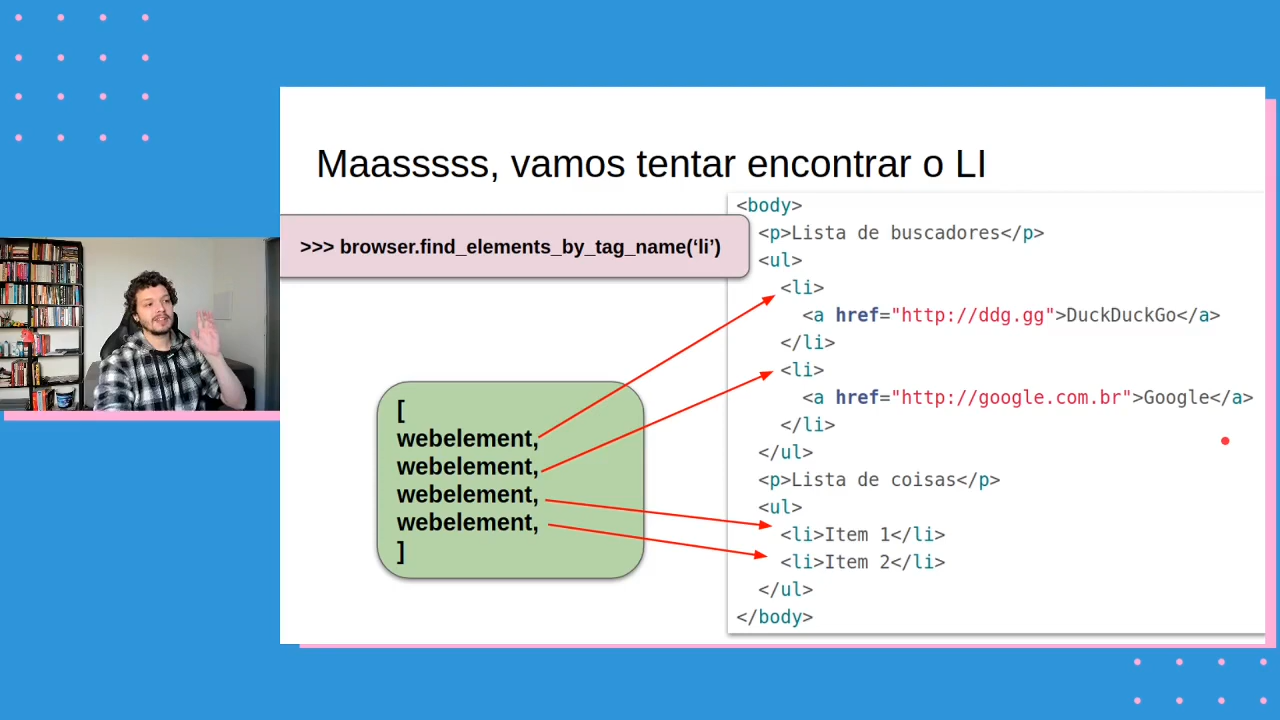 Maasssss, vamos tentar encontrar o LI
>>> browser.find_elements_by_tag_name(‘li’)
[
webelement,
webelement,
webelement,
webelement,
]
<body>
<p>Lista de buscadores</p>
<ul>
<li>
<a href="http://ddg.gg">DuckDuckGo</a>
</li>
<li>
<a href="http://google.com.br">Google</a>
</li>
</ul>
<p>Lista de coisas</p>
<ul>
<li>Item 1</li>
<li>Item 2</li>
</ul>
</body>